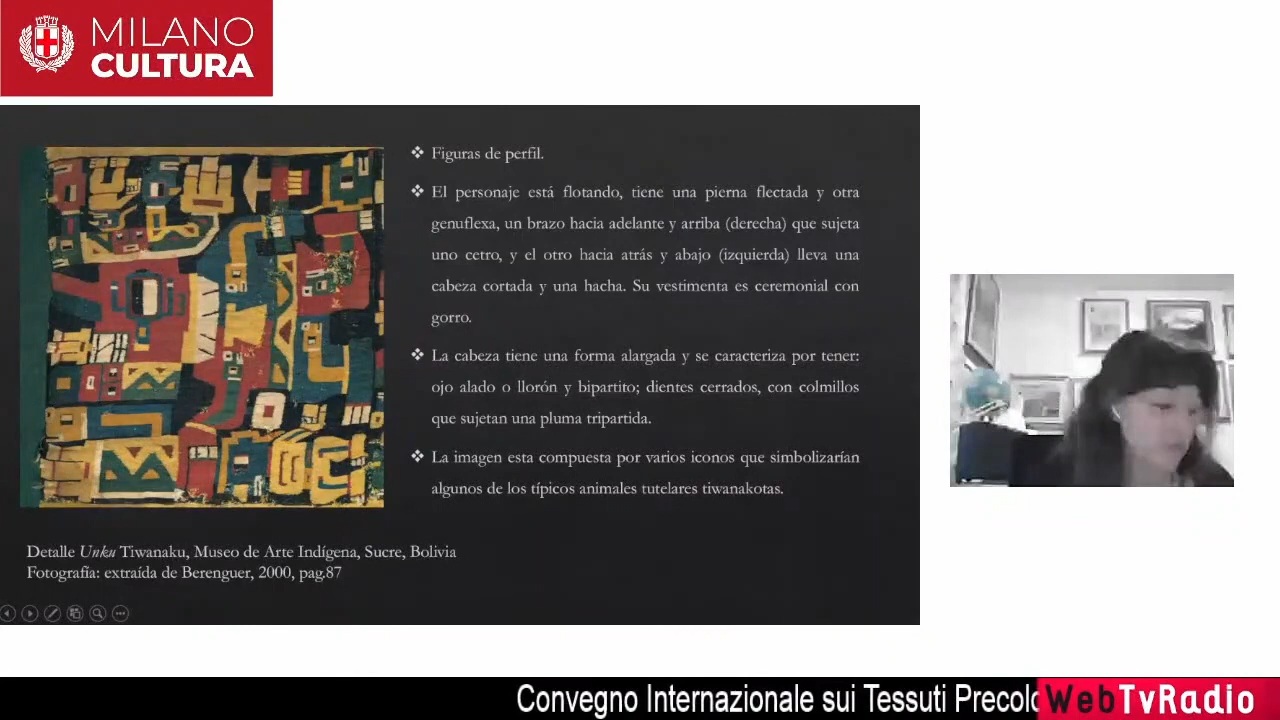 MILANO
CULTURA
Figuras de perfil.
El personaje está flotando, tiene una pierna flectada y otra
genuflexa, un brazo hacia adelante y arriba (derecha) que sujeta
uno cetro, y el otro hacia atrás y abajo (izquierda) lleva una
cabeza cortada y una hacha. Su vestimenta es ceremonial con
gorro.
La cabeza tiene una forma alargada y se caracteriza por tener:
ojo alado o llorón y bipartito; dientes cerrados, con colmillos
que sujetan una pluma tripartida.
La imagen esta compuesta por varios iconos que simbolizarían
algunos de los típicos animales tutelares tiwanakotas.
Detalle Unku Tiwanaku, Museo de Arte Indígena, Sucre, Bolivia
Fotografía: extraída de Berenguer, 2000, pag.87
Convegno Internazionale sui Tessuti Precolo
WebTvRadio